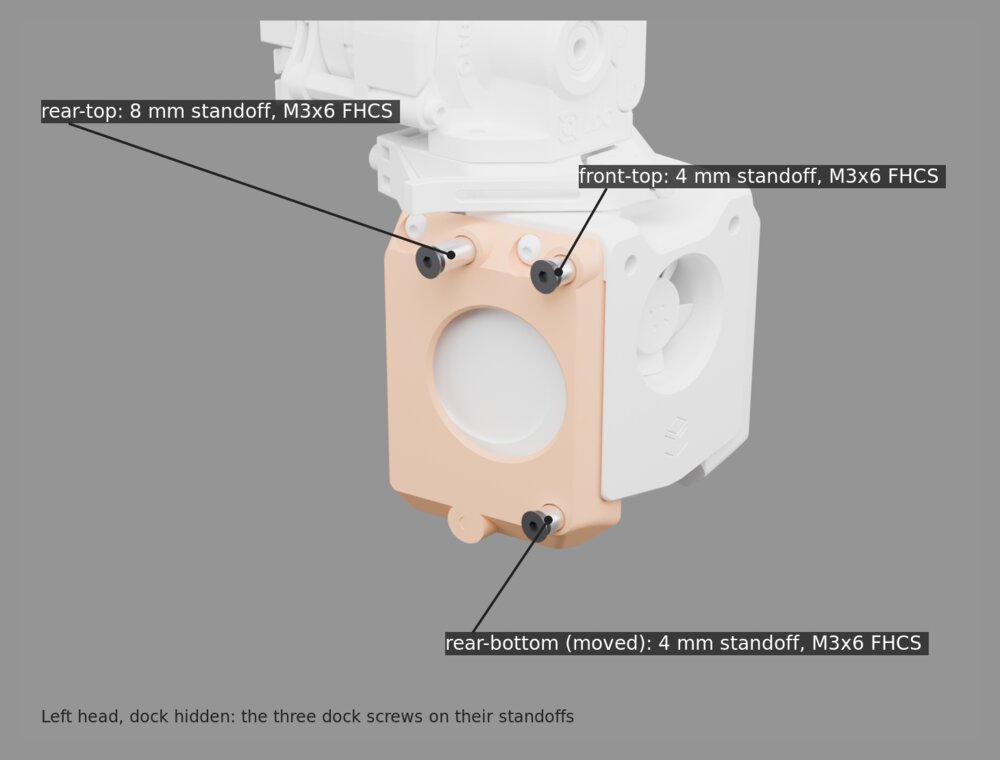 rear-top: 8 mm standoff, M3x6 FHCS
front-top: 4 mm standoff, M3x6 FHCS
rear-bottom (moved): 4 mm standoff, M3x6 FHCS
Left head, dock hidden: the three dock screws on their standoffs